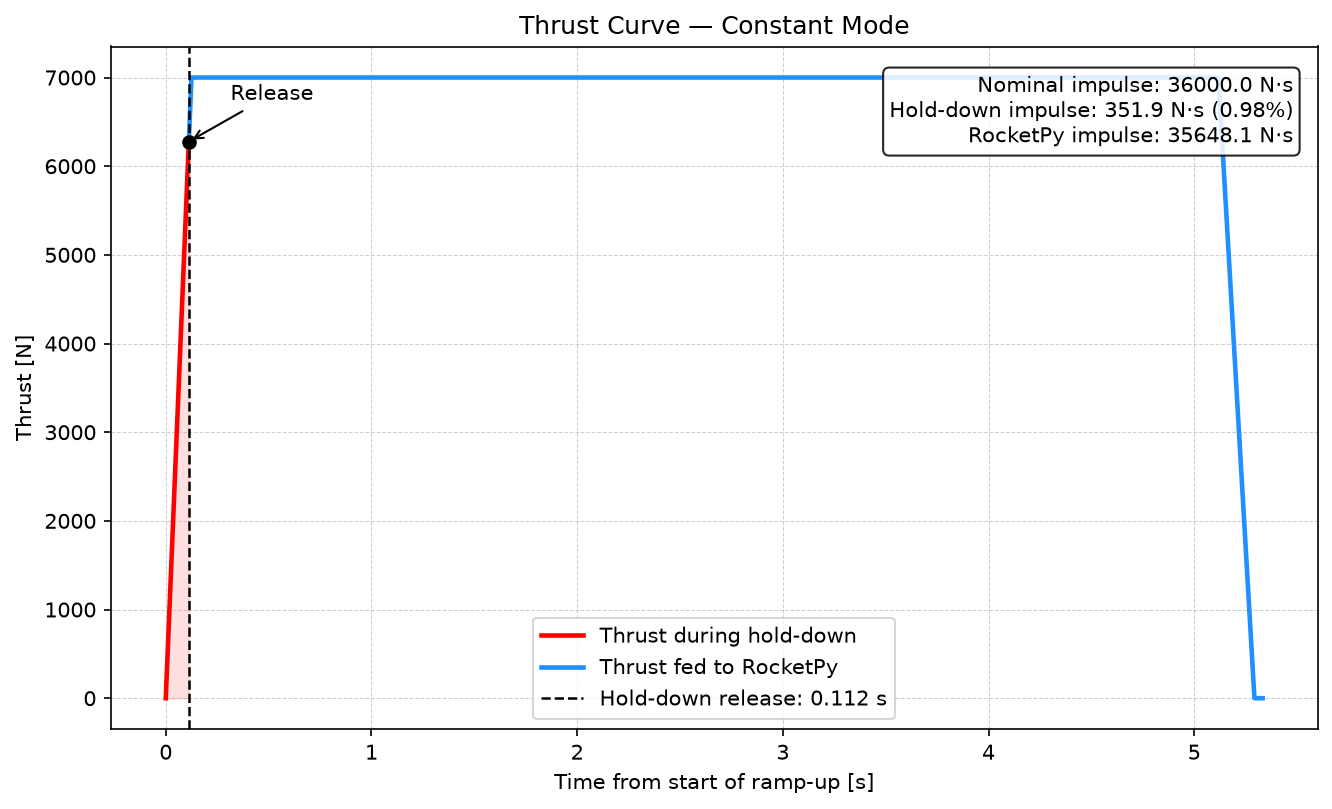 Thrust Curve — Constant Mode
7000
6000
5000
4000
3000
2000
1000
0
Thrust [N]
Release
Nominal impulse: 36000.0 N·s
Hold-down impulse: 351.9 N·s (0.98%)
RocketPy impulse: 35648.1 N·s
Thrust during hold-down
Thrust fed to RocketPy
Hold-down release: 0.112 s
0 1 2 3 4 5
Time from start of ramp-up [s]